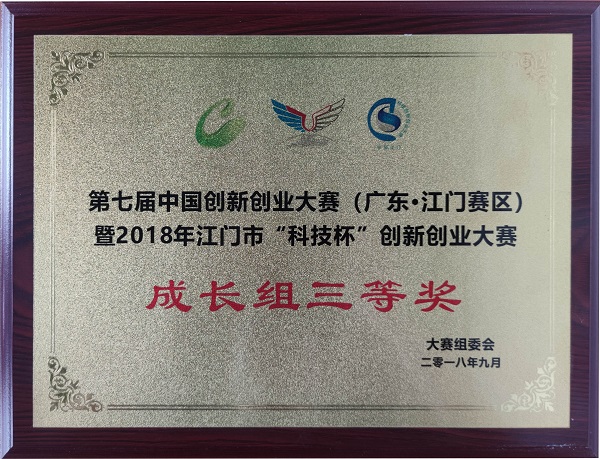 第七届中国创新创业大赛（广东·江门赛区）
暨2018年江门市“科技杯”创新创业大赛
成长组三等奖
大赛组委会
二零一八年九月